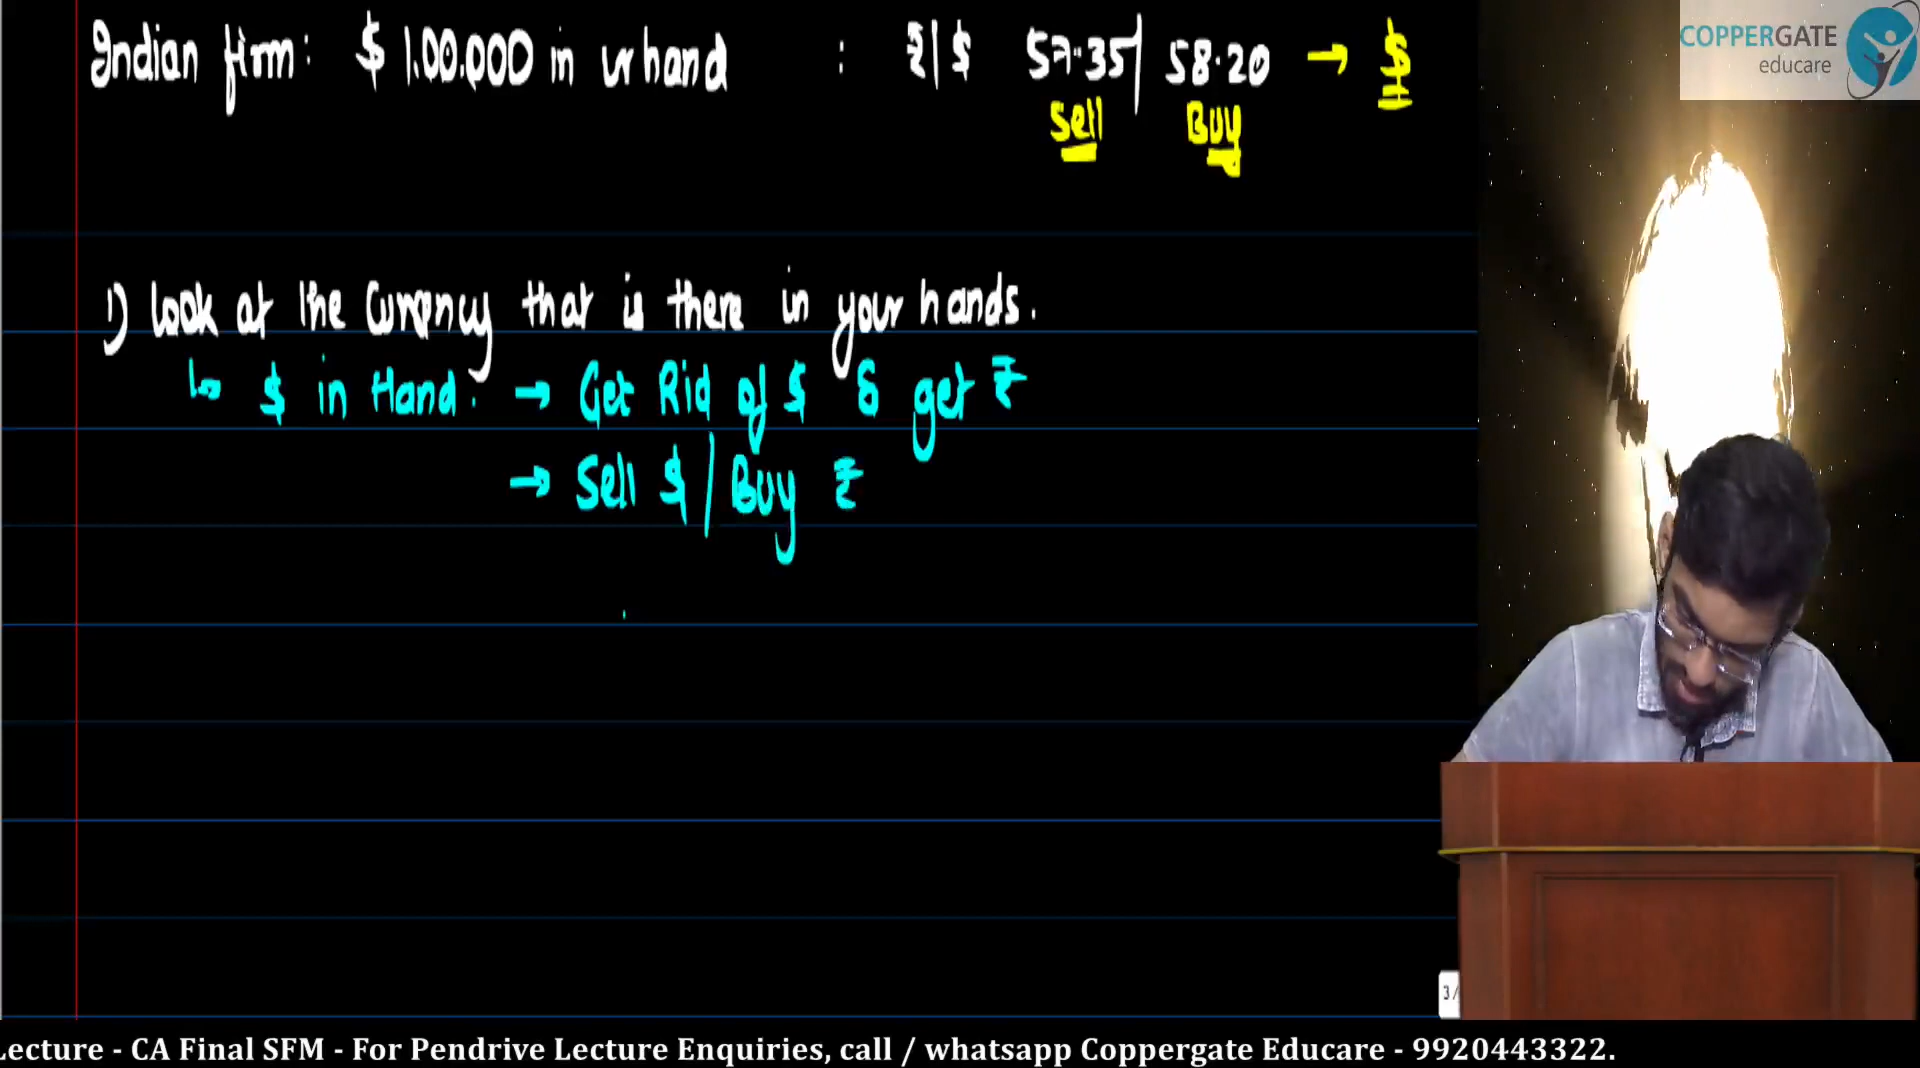 Indian firm: $ 1,00,000 in ur hand : ₹|$ 57.35/ 58.20 → $
Sell Buy
COPPERGATE
educare
1) Look at the Currency that is there in your hands.
↳ $ in Hand. → Get Rid of $ & get ₹
→ Sell $ / Buy ₹
3/
Lecture - CA Final SFM - For Pendrive Lecture Enquiries, call / whatsapp Coppergate Educare - 9920443322.